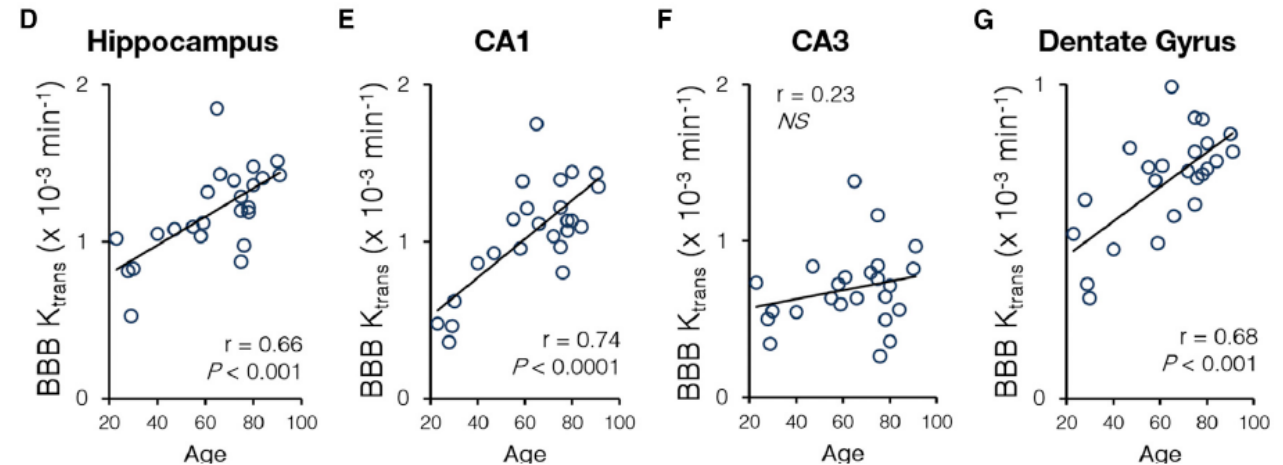 D
Hippocampus
BBB Ktrans (x 10-3 min-1)
2
1
0
r = 0.66
P < 0.001
20 40 60 80 100
Age
E
CA1
BBB Ktrans (x 10-3 min-1)
2
1
0
r = 0.74
P < 0.0001
20 40 60 80 100
Age
F
CA3
BBB Ktrans (x 10-3 min-1)
2
1
0
r = 0.23
NS
20 40 60 80 100
Age
G
Dentate Gyrus
BBB Ktrans (x 10-3 min-1)
1
0
r = 0.68
P < 0.001
20 40 60 80 100
Age